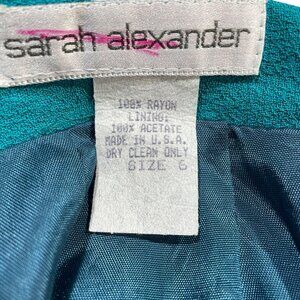 sarah alexander
100% RAYON
LINING:
100% ACETATE
MADE IN U.S.A.
DRY CLEAN ONLY
SIZE 6